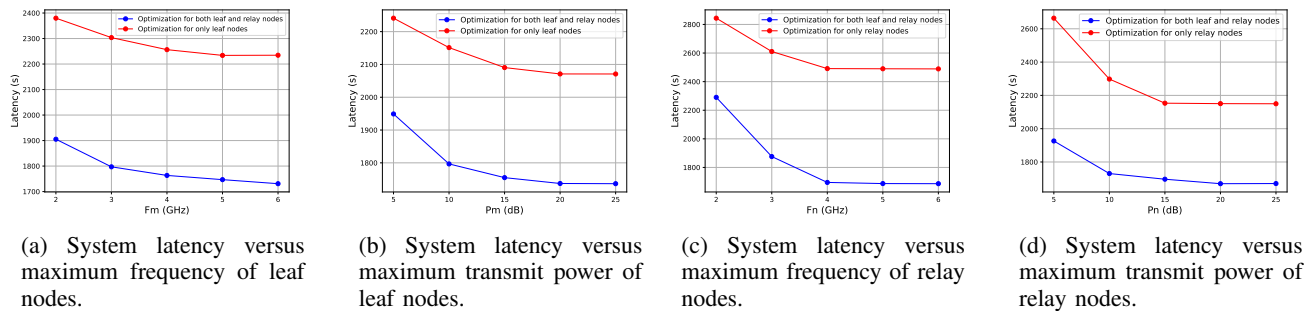 Optimization for both leaf and relay nodes
Optimization for only leaf nodes
Latency (s)
2400
2300
2200
2100
2000
1900
1800
1700
2
3
4
5
6
Fm (GHz)
(a) System latency versus
maximum frequency of leaf
nodes.
Optimization for both leaf and relay nodes
Optimization for only leaf nodes
Latency (s)
2200
2100
2000
1900
1800
5
10
15
20
25
Pm (dB)
(b) System latency versus
maximum transmit power of
leaf nodes.
Optimization for both leaf and relay nodes
Optimization for only relay nodes
Latency (s)
2800
2600
2400
2200
2000
1800
2
3
4
5
6
Fn (GHz)
(c) System latency versus
maximum frequency of relay
nodes.
Optimization for both leaf and relay nodes
Optimization for only relay nodes
Latency (s)
2600
2400
2200
2000
1800
5
10
15
20
25
Pn (dB)
(d) System latency versus
maximum transmit power of
relay nodes.